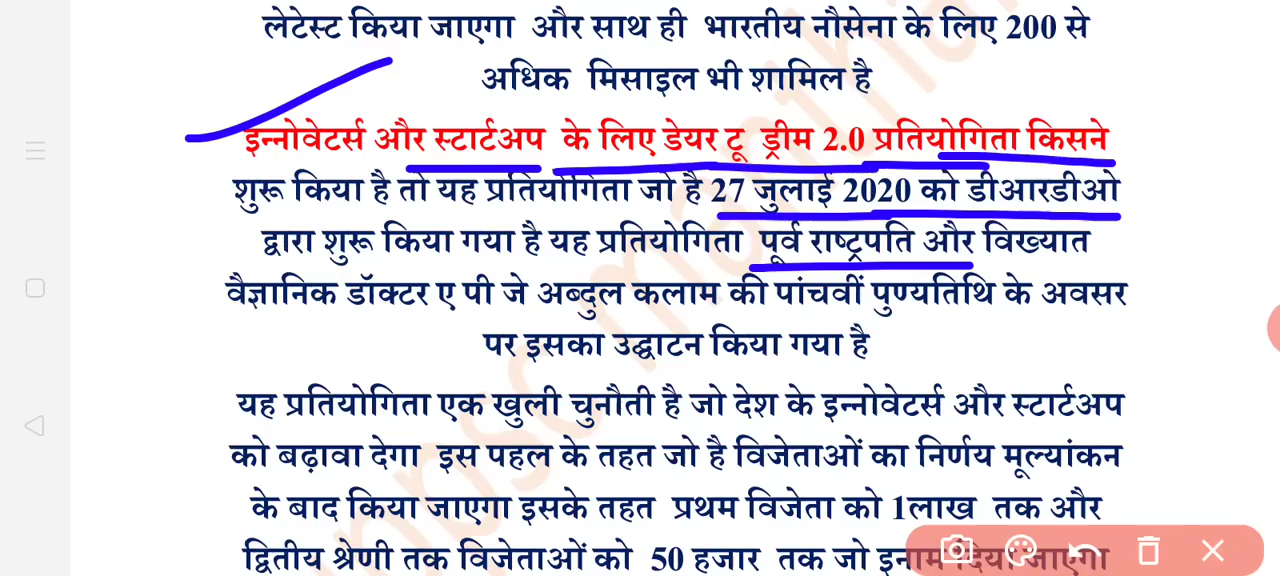 लेटेस्ट किया जाएगा और साथ ही भारतीय नौसेना के लिए 200 से
अधिक मिसाइल भी शामिल है
इन्नोवेटर्स और स्टार्टअप के लिए डेयर टू ड्रीम 2.0 प्रतियोगिता किसने
शुरू किया है तो यह प्रतियोगिता जो है 27 जुलाई 2020 को डीआरडीओ
द्वारा शुरू किया गया है यह प्रतियोगिता पूर्व राष्ट्रपति और विख्यात
वैज्ञानिक डॉक्टर ए पी जे अब्दुल कलाम की पांचवीं पुण्यतिथि के अवसर
पर इसका उद्घाटन किया गया है
यह प्रतियोगिता एक खुली चुनौती है जो देश के इन्नोवेटर्स और स्टार्टअप
को बढ़ावा देगा इस पहल के तहत जो है विजेताओं का निर्णय मूल्यांकन
के बाद किया जाएगा इसके तहत प्रथम विजेता को 1लाख तक और
द्वितीय श्रेणी तक विजेताओं को 50 हजार तक जो इनाम दिया जाएगा